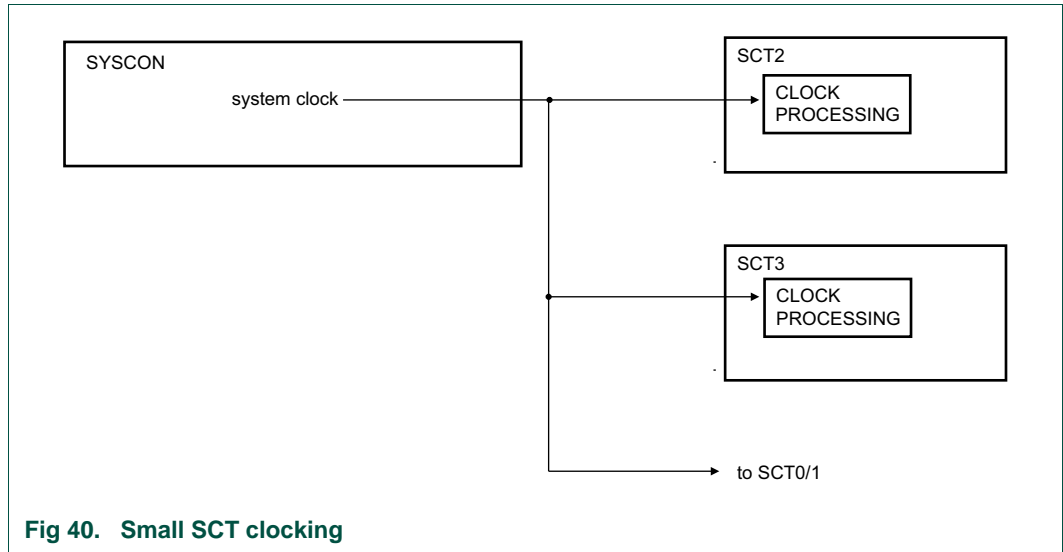 SYSCON
system clock
SCT2
CLOCK
PROCESSING
SCT3
CLOCK
PROCESSING
to SCT0/1
Fig 40. Small SCT clocking